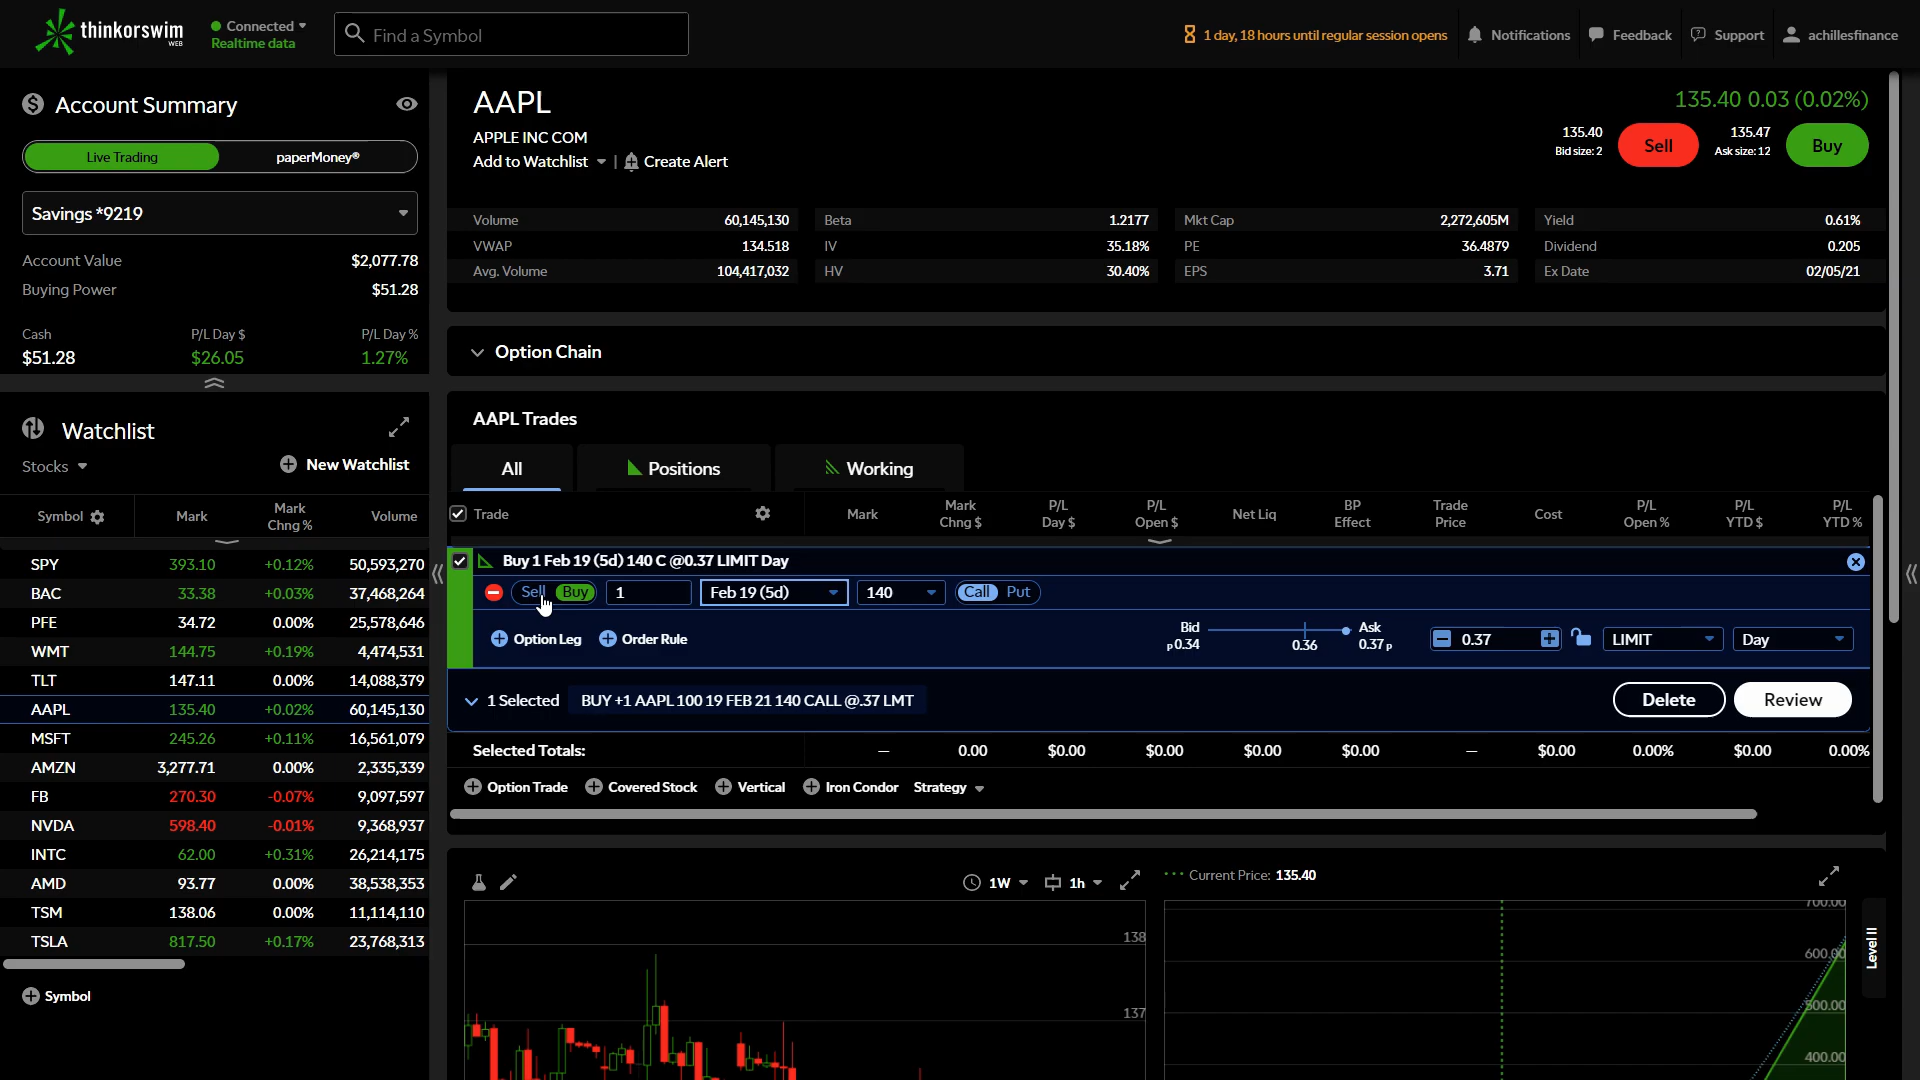 thinkorswim
WEB
Connected
Realtime data
Find a Symbol
1 day, 18 hours until regular session opens
Notifications
Feedback
Support
achillesfinance
Account Summary
Live Trading
paperMoney®
Savings *9219
Account Value $2,077.78
Buying Power $51.28
Cash P/L Day $ P/L Day %
$51.28 $26.05 1.27%
Watchlist
Stocks
New Watchlist
Symbol Mark Mark Chng % Volume
SPY 393.10 +0.12% 50,593,270
BAC 33.38 +0.03% 37,468,264
PFE 34.72 0.00% 25,578,646
WMT 144.75 +0.19% 4,474,531
TLT 147.11 0.00% 14,088,379
AAPL 135.40 +0.02% 60,145,130
MSFT 245.26 +0.11% 16,561,079
AMZN 3,277.71 0.00% 2,335,339
FB 270.30 -0.07% 9,097,597
NVDA 598.40 -0.01% 9,368,937
INTC 62.00 +0.31% 26,214,175
AMD 93.77 0.00% 38,538,353
TSM 138.06 0.00% 11,114,110
TSLA 817.50 +0.17% 23,768,313
Symbol
AAPL
APPLE INC COM
Add to Watchlist | Create Alert
135.40 0.03 (0.02%)
135.40
Bid size: 2
Sell
135.47
Ask size: 12
Buy
Volume 60,145,130 Beta 1.2177 Mkt Cap 2,272,605M Yield 0.61%
VWAP 134.518 IV 35.18% PE 36.4879 Dividend 0.205
Avg. Volume 104,417,032 HV 30.40% EPS 3.71 Ex Date 02/05/21
Option Chain
AAPL Trades
All Positions Working
Trade Mark Mark Chng $ P/L Day $ P/L Open $ Net Liq BP Effect Trade Price Cost P/L Open % P/L YTD $ P/L YTD %
Buy 1 Feb 19 (5d) 140 C @0.37 LIMIT Day
Sell Buy 1 Feb 19 (5d) 140 Call Put
Option Leg Order Rule
Bid
p0.34
0.36
Ask
0.37p
0.37 LIMIT Day
1 Selected BUY +1 AAPL 100 19 FEB 21 140 CALL @.37 LMT
Delete Review
Selected Totals: — 0.00 $0.00 $0.00 $0.00 $0.00 — $0.00 0.00% $0.00 0.00%
Option Trade Covered Stock Vertical Iron Condor Strategy
1W 1h
138
137
Current Price: 135.40
700.00
600.00
500.00
400.00
Level II